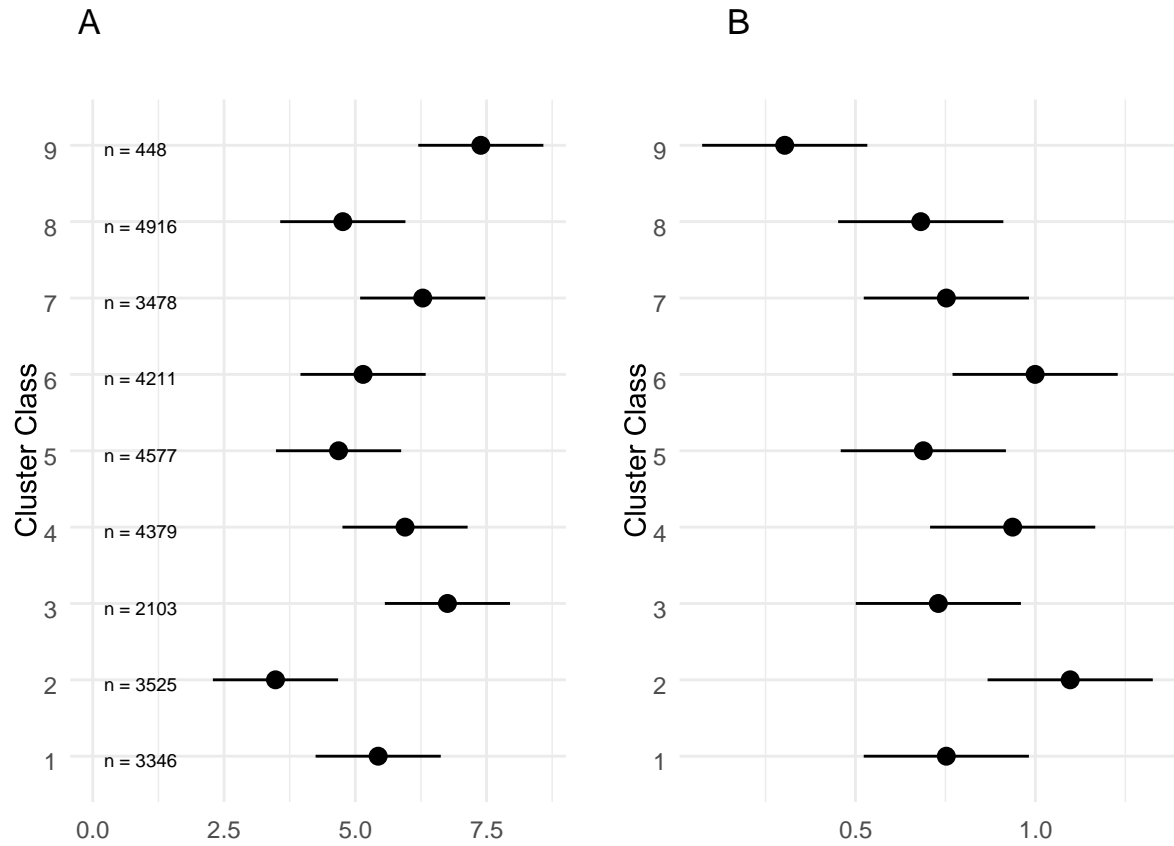 A
Cluster Class
9 n = 448
8 n = 4916
7 n = 3478
6 n = 4211
5 n = 4577
4 n = 4379
3 n = 2103
2 n = 3525
1 n = 3346
0.0 2.5 5.0 7.5
B
Cluster Class
9
8
7
6
5
4
3
2
1
0.5 1.0